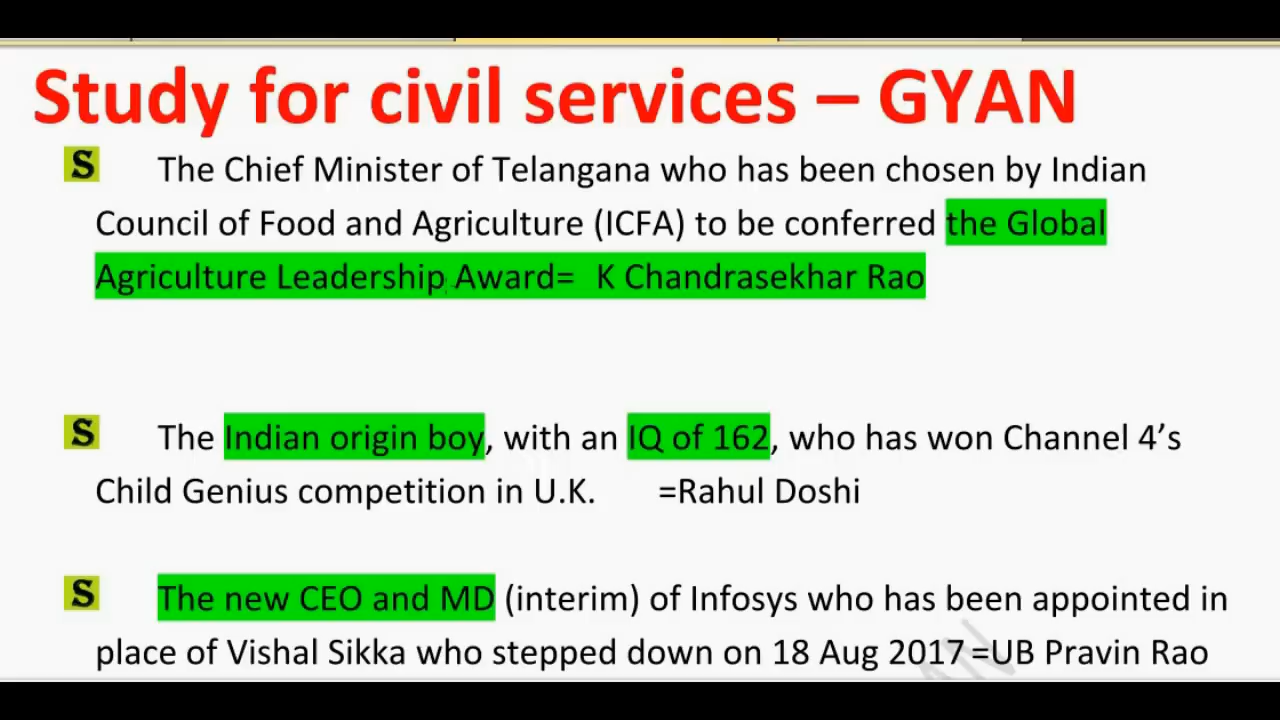 Study for civil services – GYAN
S The Chief Minister of Telangana who has been chosen by Indian
Council of Food and Agriculture (ICFA) to be conferred the Global
Agriculture Leadership Award= K Chandrasekhar Rao
S The Indian origin boy, with an IQ of 162, who has won Channel 4’s
Child Genius competition in U.K. =Rahul Doshi
S The new CEO and MD (interim) of Infosys who has been appointed in
place of Vishal Sikka who stepped down on 18 Aug 2017 =UB Pravin Rao